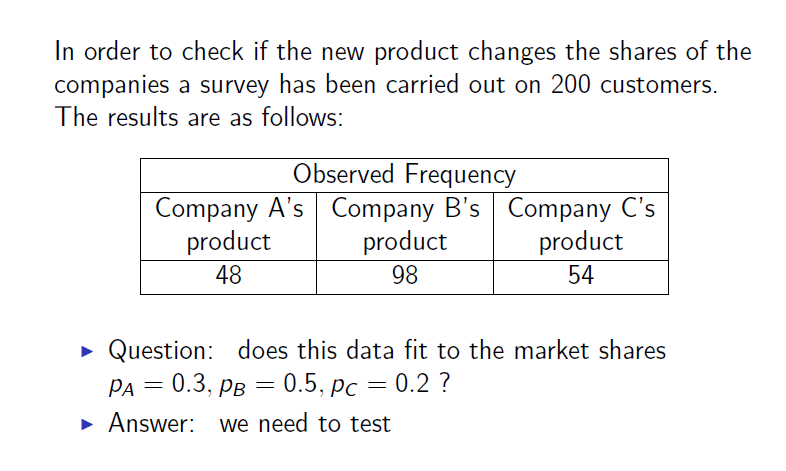 In order to check if the new product changes the shares of the
companies a survey has been carried out on 200 customers.
The results are as follows:
Observed Frequency
Company A's Company B's Company C's
product product product
48 98 54
▶ Question: does this data fit to the market shares
p_A = 0.3, p_B = 0.5, p_C = 0.2 ?
▶ Answer: we need to test